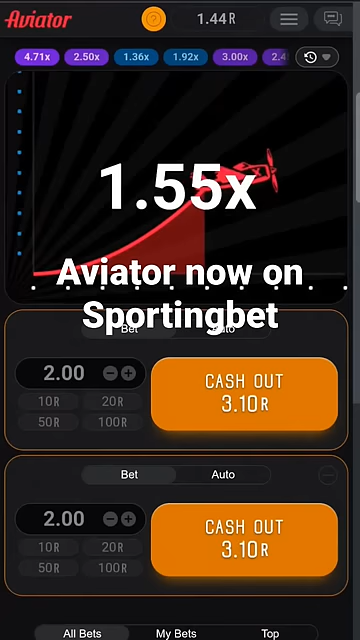 Aviator
?
1.44R
4.71x 2.50x 1.36x 1.92x 3.00x
1.55x
Aviator now on
Sportingbet
Bet
2.00
10R 20R
50R 100R
CASH OUT
3.10R
Bet Auto
2.00
10R 20R
50R 100R
CASH OUT
3.10R
All Bets My Bets Top